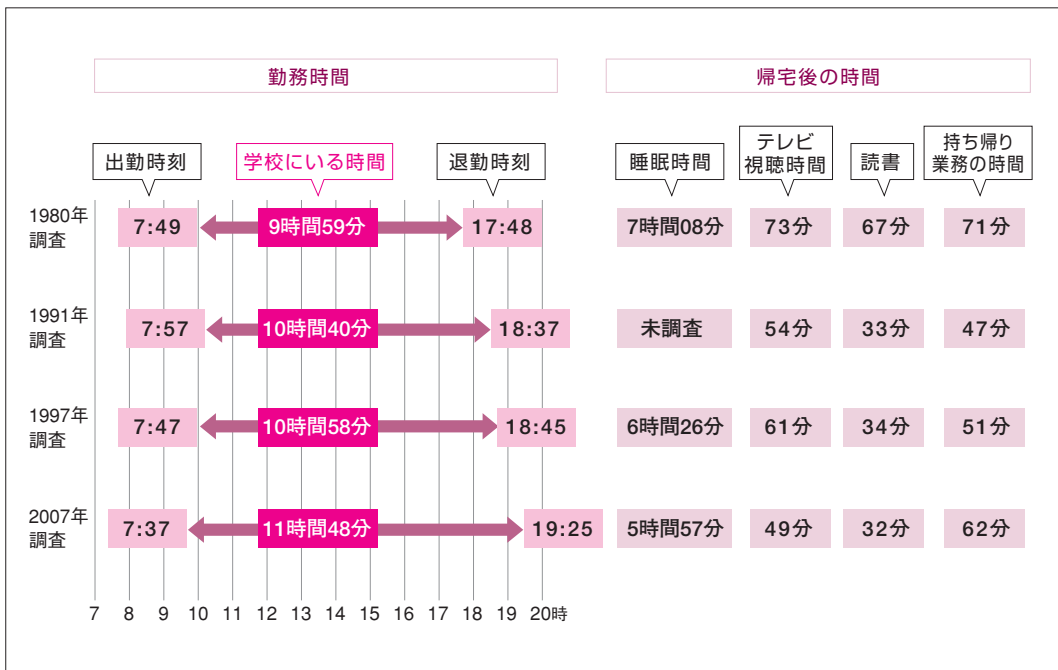 勤務時間
帰宅後の時間
出勤時刻
学校にいる時間
退勤時刻
睡眠時間
テレビ
視聴時間
読書
持ち帰り
業務の時間
1980年
調査
7:49
9時間59分
17:48
7時間08分
73分
67分
71分
1991年
調査
7:57
10時間40分
18:37
未調査
54分
33分
47分
1997年
調査
7:47
10時間58分
18:45
6時間26分
61分
34分
51分
2007年
調査
7:37
11時間48分
19:25
5時間57分
49分
32分
62分
7 8 9 10 11 12 13 14 15 16 17 18 19 20時